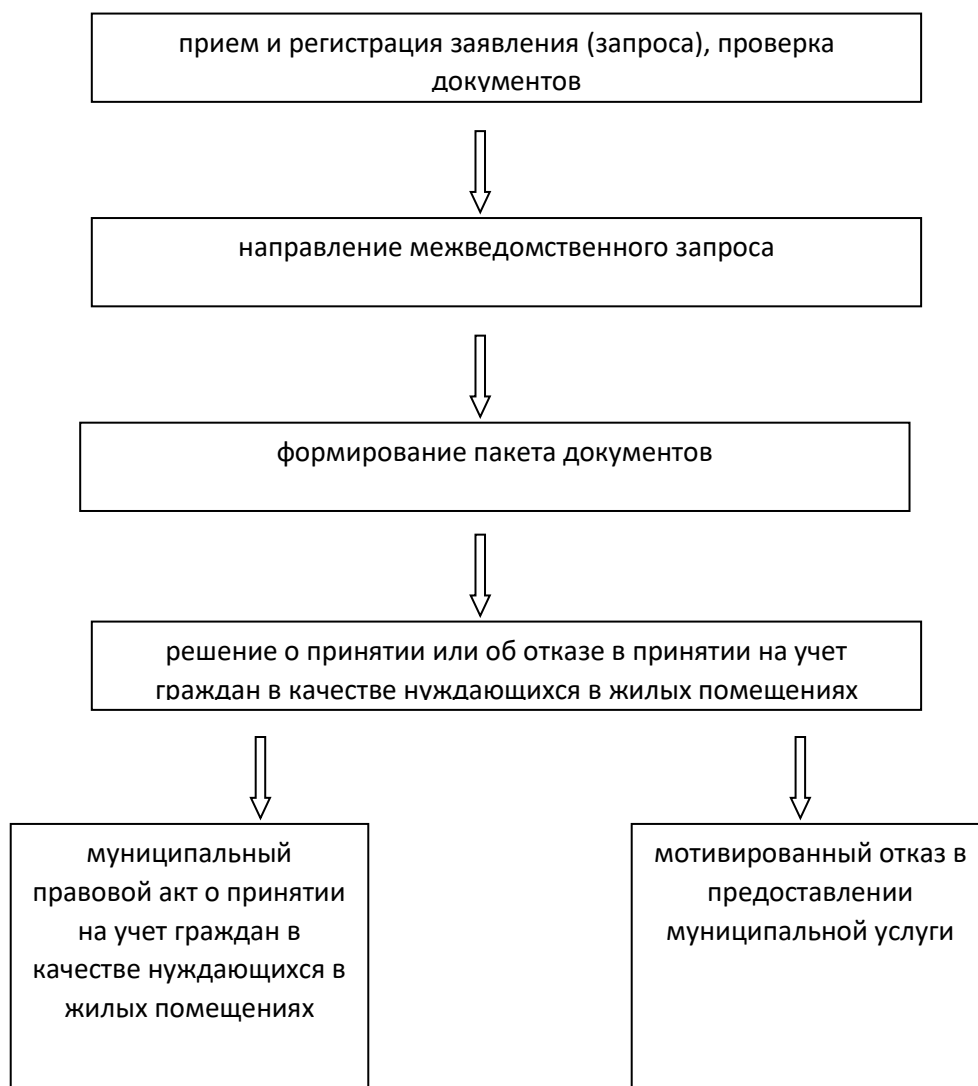 прием и регистрация заявления (запроса), проверка
документов
направление межведомственного запроса
формирование пакета документов
решение о принятии или об отказе в принятии на учет
граждан в качестве нуждающихся в жилых помещениях
муниципальный
правовой акт о принятии
на учет граждан в
качестве нуждающихся в
жилых помещениях
мотивированный отказ в
предоставлении
муниципальной услуги